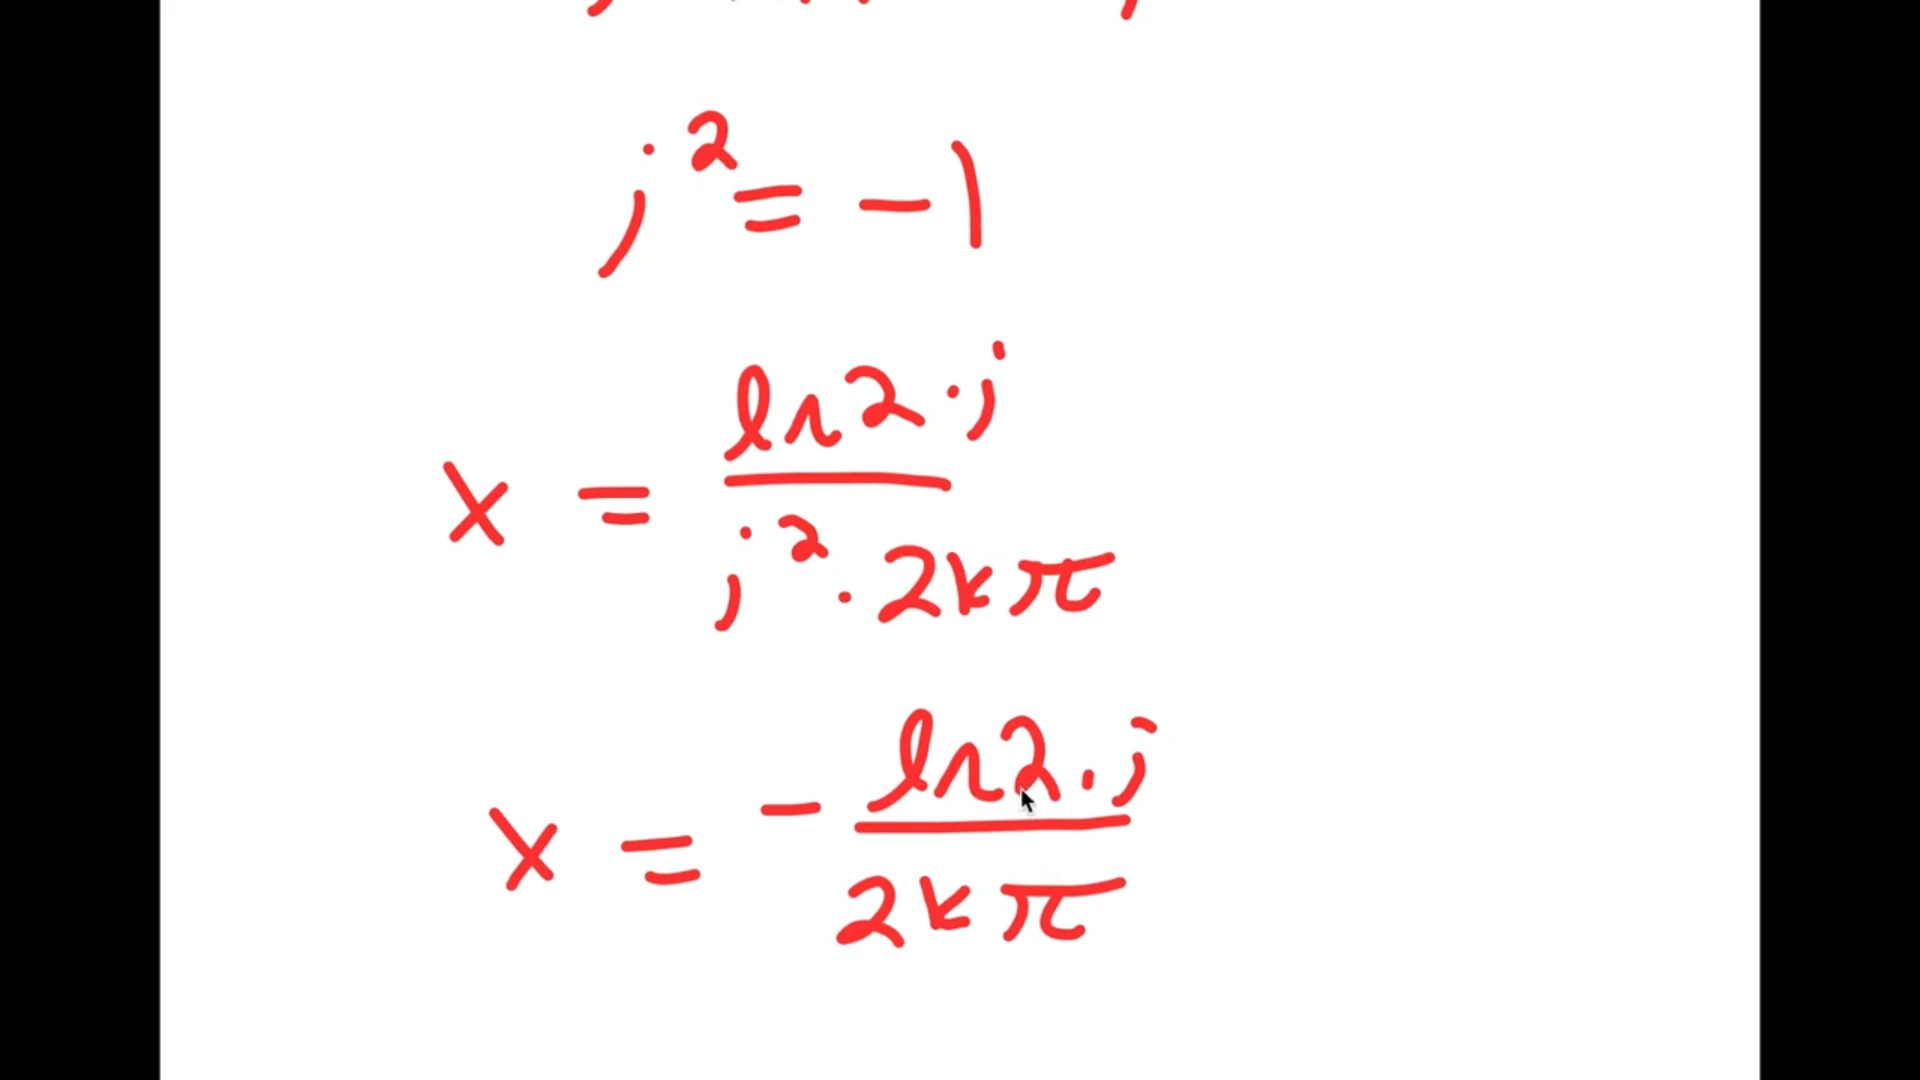 j² = -1
x = ln2·j / j²·2kπ
x = - ln2·j / 2kπ